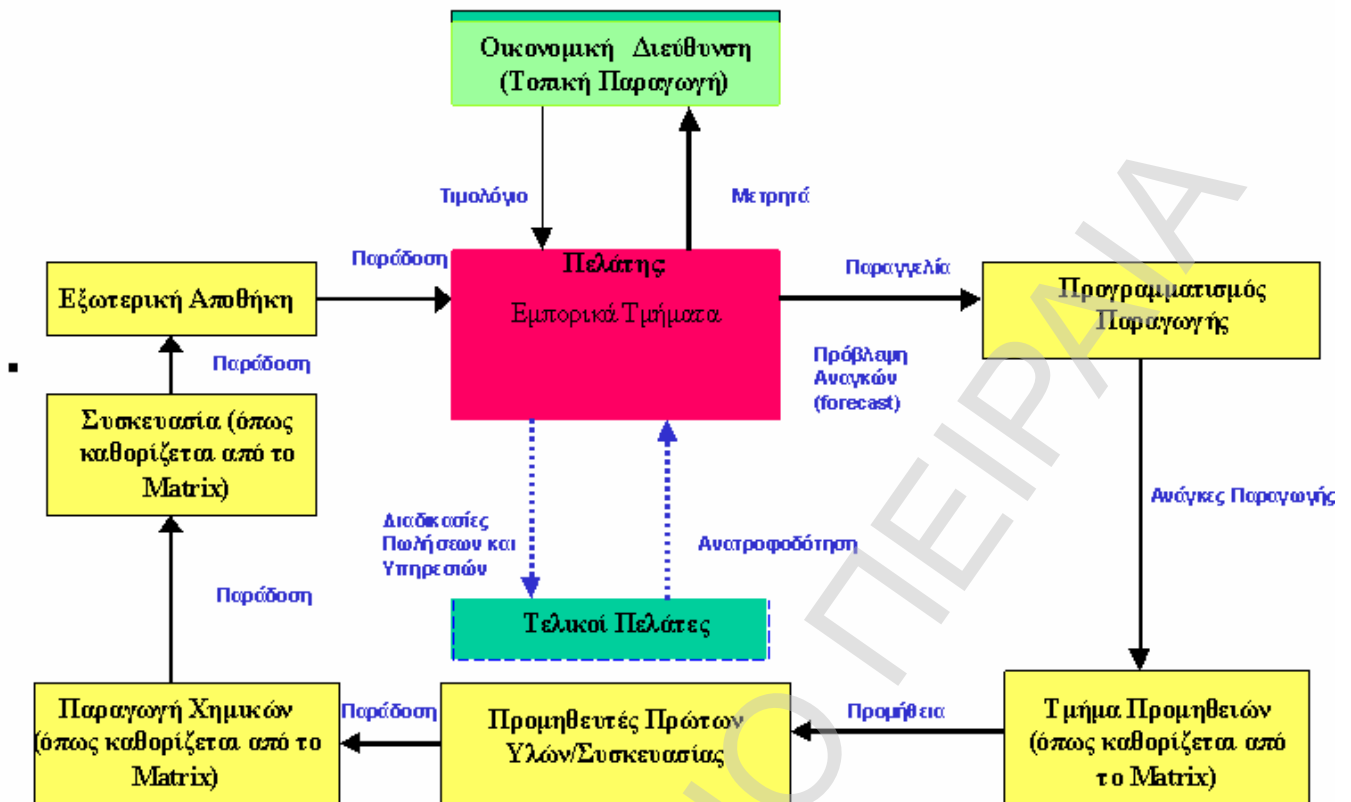 Οικονομική Διεύθυνση
(Τοπική Παραγωγή)
Τιμολόγιο
Μετρητά
Παράδοση
Πελάτης:
Εμπορικά Τμήματα
Παραγγελία
Πρόβλεψη
Αναγκών
(forecast)
Προγραμματισμός
Παραγωγής
Εξωτερική Αποθήκη
Παράδοση
Συσκευασία (όπως
καθορίζεται από το
Matrix)
Παράδοση
Διαδικασίες
Πωλήσεων και
Υπηρεσιών
Ανατροφοδότηση
Ανάγκες Παραγωγής
Τελικοί Πελάτες
Παραγωγή Χημικών
(όπως καθορίζεται από το
Matrix)
Παράδοση
Προμηθευτές Πρώτων
Υλών/Συσκευασίας
Προμήθεια
Τμήμα Προμηθειών
(όπως καθορίζεται από
το Matrix)
ΙΟ ΠΕΙΡΑΙΑ